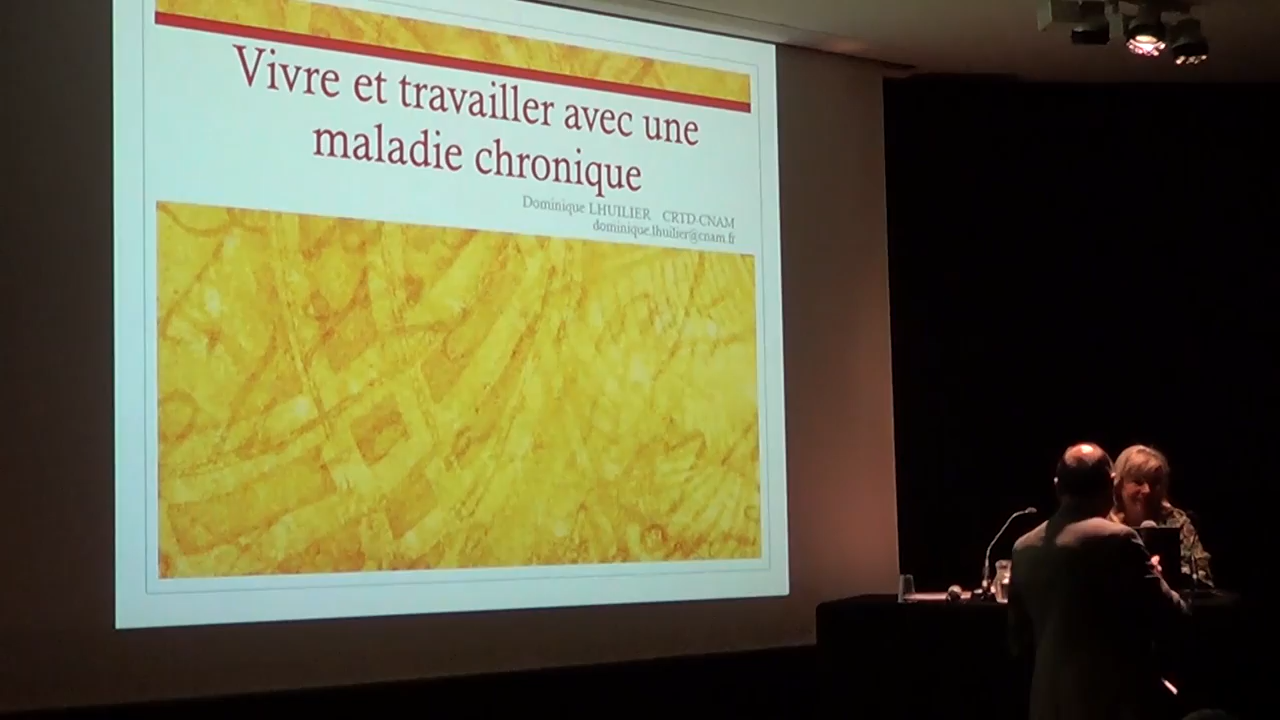 Vivre et travailler avec une
maladie chronique
Dominique LHUILIER CRTD-CNAM
dominique.lhuilier@cnam.fr